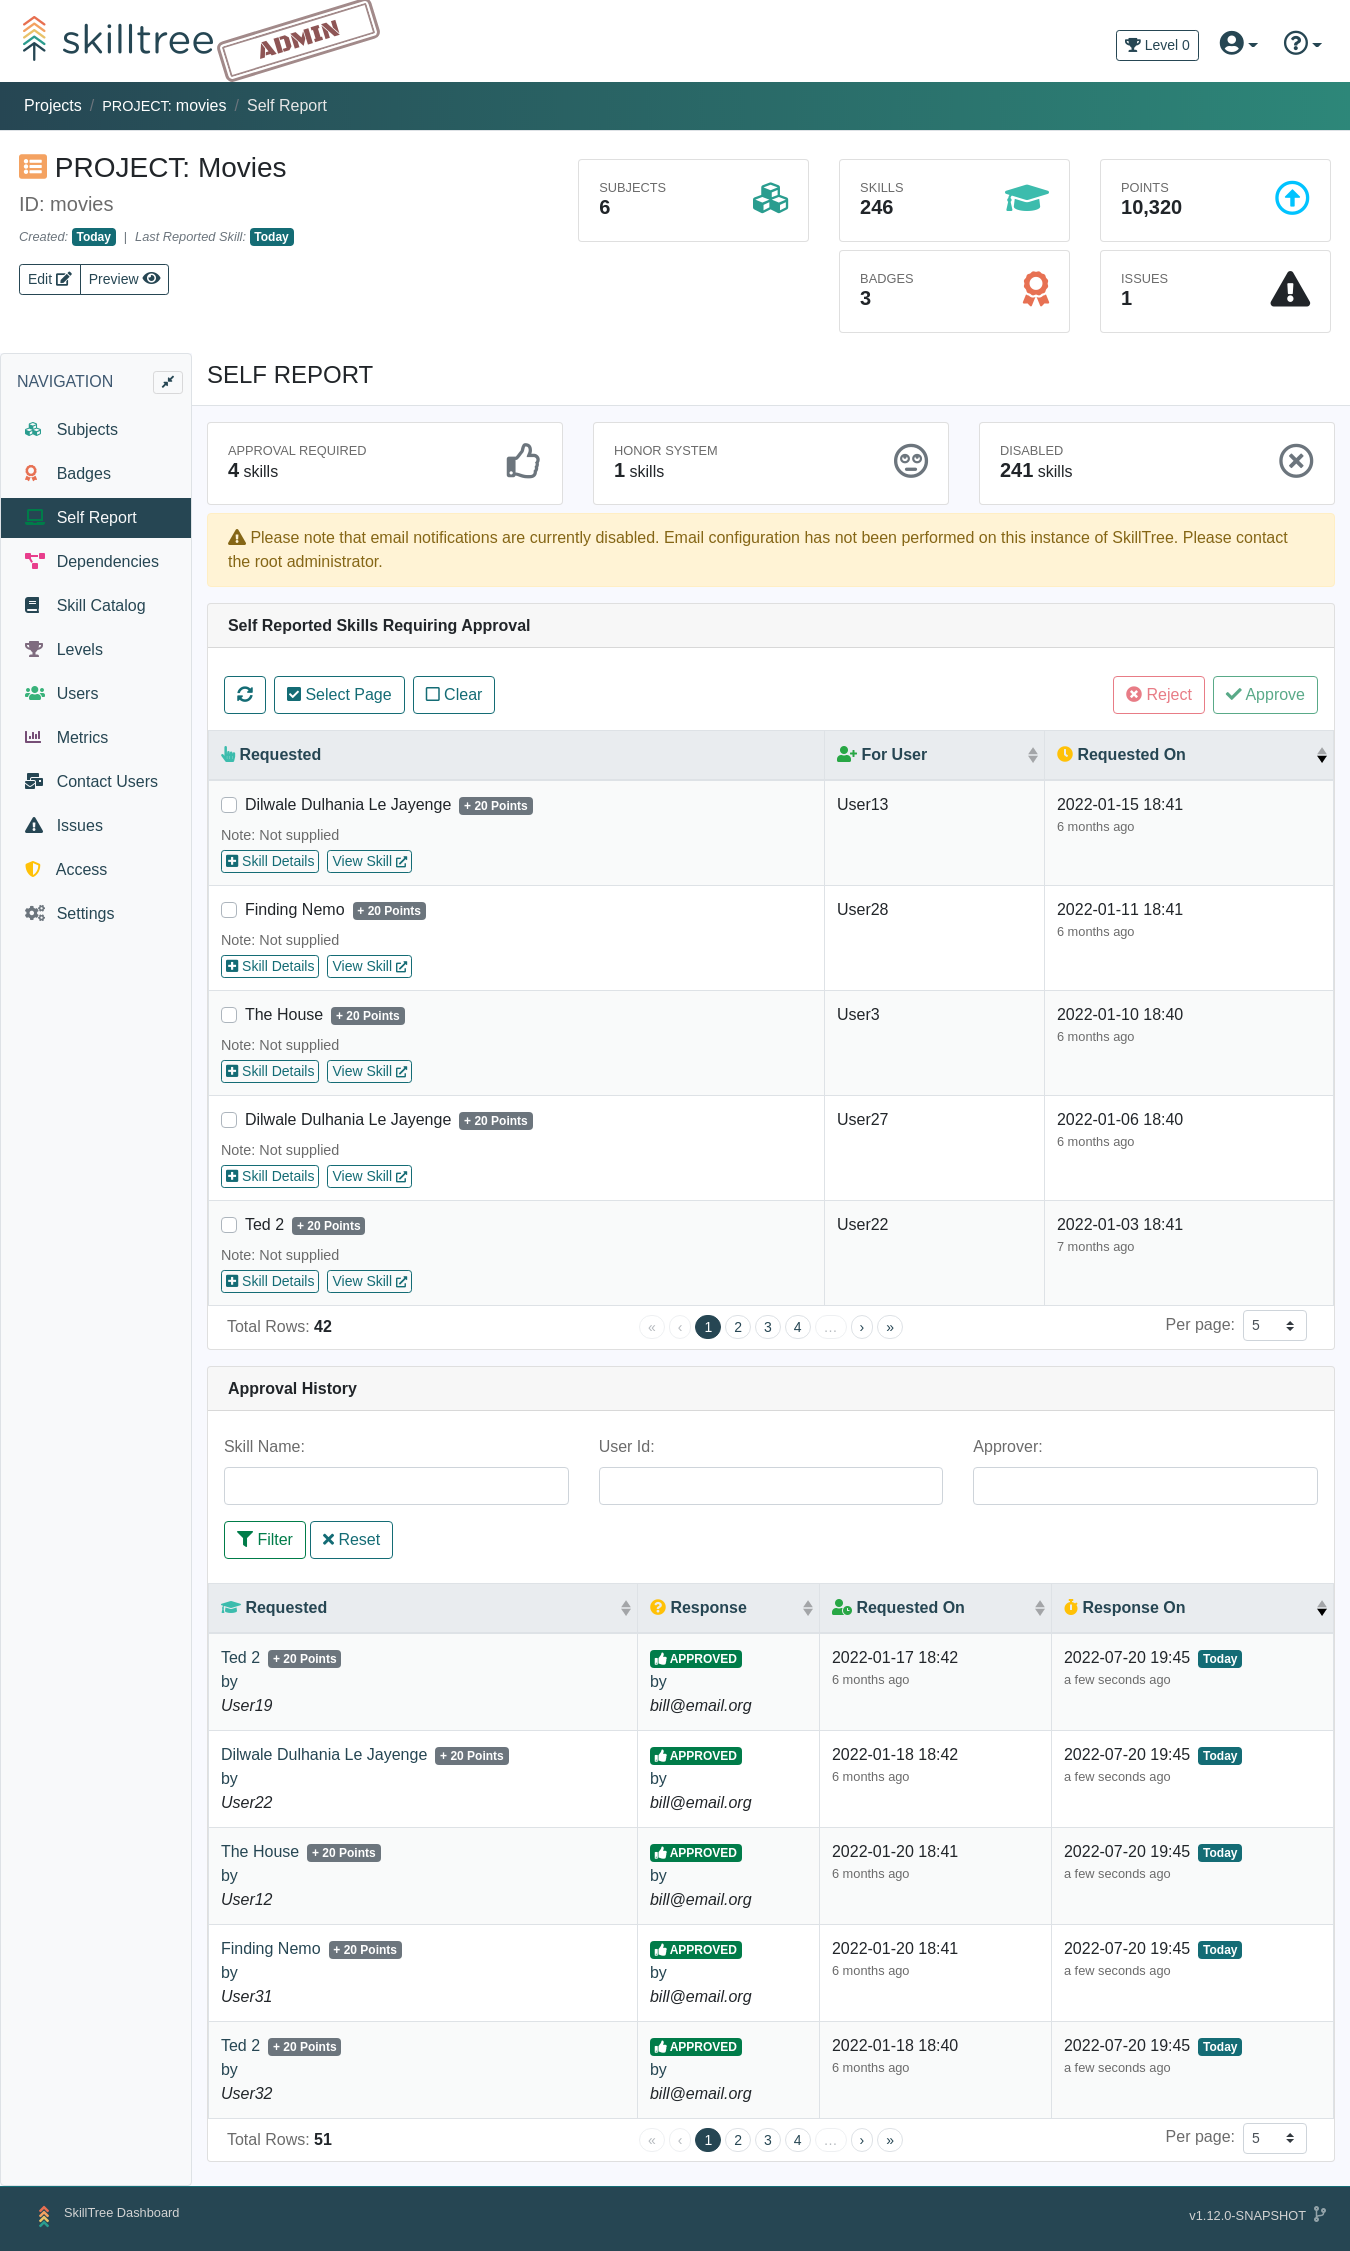 skilltree ADMIN
Level 0
Projects / PROJECT: movies / Self Report
PROJECT: Movies
ID: movies
Created: Today | Last Reported Skill: Today
Edit Preview
SUBJECTS
6
SKILLS
246
POINTS
10,320
BADGES
3
ISSUES
1
NAVIGATION
Subjects
Badges
Self Report
Dependencies
Skill Catalog
Levels
Users
Metrics
Contact Users
Issues
Access
Settings
SELF REPORT
APPROVAL REQUIRED
4 skills
HONOR SYSTEM
1 skills
DISABLED
241 skills
Please note that email notifications are currently disabled. Email configuration has not been performed on this instance of SkillTree. Please contact
the root administrator.
Self Reported Skills Requiring Approval
Select Page Clear Reject Approve
Requested For User Requested On
Dilwale Dulhania Le Jayenge + 20 Points User13 2022-01-15 18:41
6 months ago
Note: Not supplied
Skill Details View Skill
Finding Nemo + 20 Points User28 2022-01-11 18:41
6 months ago
Note: Not supplied
Skill Details View Skill
The House + 20 Points User3 2022-01-10 18:40
6 months ago
Note: Not supplied
Skill Details View Skill
Dilwale Dulhania Le Jayenge + 20 Points User27 2022-01-06 18:40
6 months ago
Note: Not supplied
Skill Details View Skill
Ted 2 + 20 Points User22 2022-01-03 18:41
7 months ago
Note: Not supplied
Skill Details View Skill
Total Rows: 42 « ‹ 1 2 3 4 … › » Per page: 5
Approval History
Skill Name: User Id: Approver:
Filter Reset
Requested Response Requested On Response On
Ted 2 + 20 Points APPROVED 2022-01-17 18:42 2022-07-20 19:45 Today
by by 6 months ago a few seconds ago
User19 bill@email.org
Dilwale Dulhania Le Jayenge + 20 Points APPROVED 2022-01-18 18:42 2022-07-20 19:45 Today
by by 6 months ago a few seconds ago
User22 bill@email.org
The House + 20 Points APPROVED 2022-01-20 18:41 2022-07-20 19:45 Today
by by 6 months ago a few seconds ago
User12 bill@email.org
Finding Nemo + 20 Points APPROVED 2022-01-20 18:41 2022-07-20 19:45 Today
by by 6 months ago a few seconds ago
User31 bill@email.org
Ted 2 + 20 Points APPROVED 2022-01-18 18:40 2022-07-20 19:45 Today
by by 6 months ago a few seconds ago
User32 bill@email.org
Total Rows: 51 « ‹ 1 2 3 4 … › » Per page: 5
SkillTree Dashboard v1.12.0-SNAPSHOT